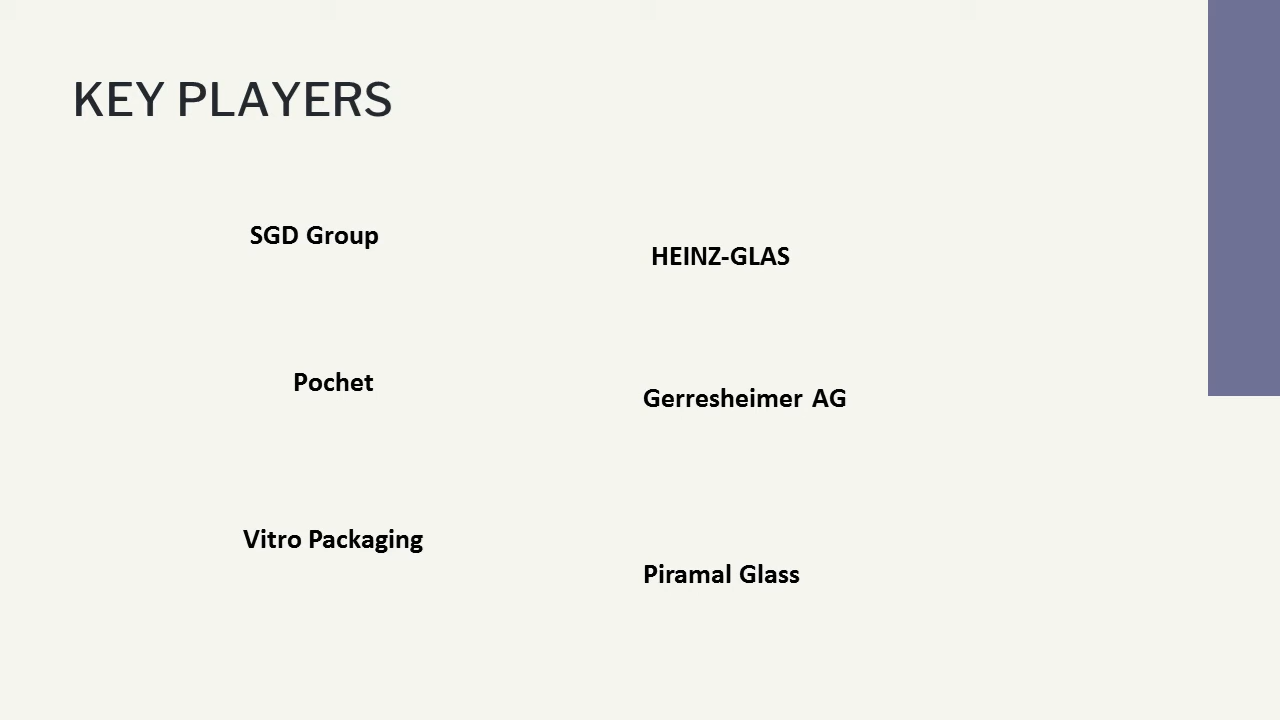 KEY PLAYERS
SGD Group
HEINZ-GLAS
Pochet
Gerresheimer AG
Vitro Packaging
Piramal Glass